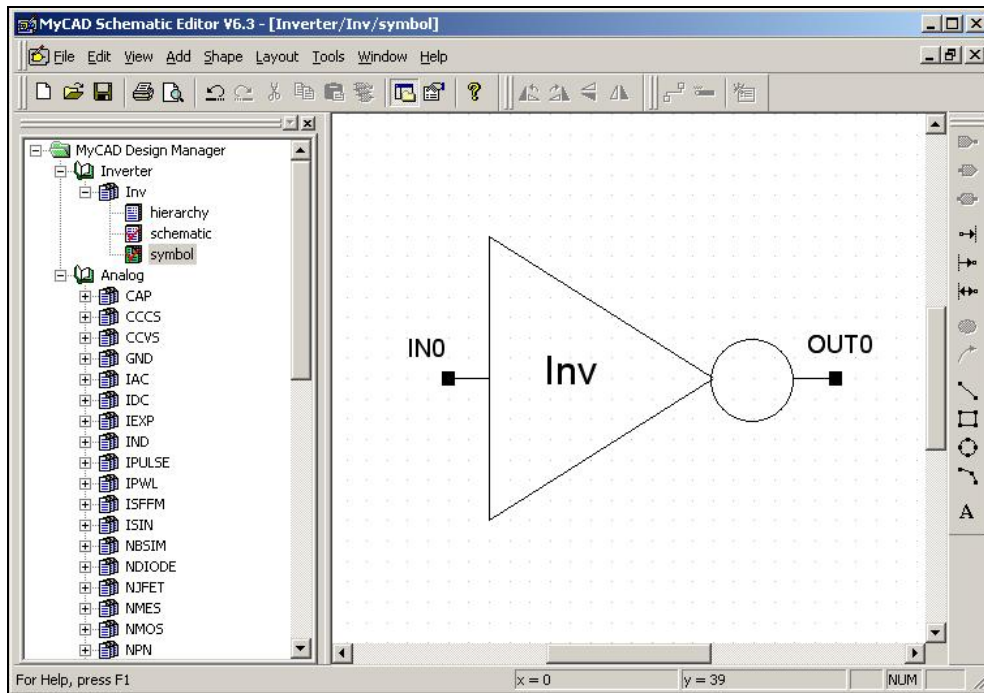 MyCAD Schematic Editor V6.3 - [Inverter/Inv/symbol]
File Edit View Add Shape Layout Tools Window Help
MyCAD Design Manager
Inverter
Inv
hierarchy
schematic
symbol
Analog
CAP
CCCS
CCVS
GND
IAC
IDC
IEXP
IND
IPULSE
IPWL
ISFFM
ISIN
NBSIM
NDIODE
NJFET
NMES
NMOS
NPN
IN0
Inv
OUT0
A
For Help, press F1
x = 0
y = 39
NUM